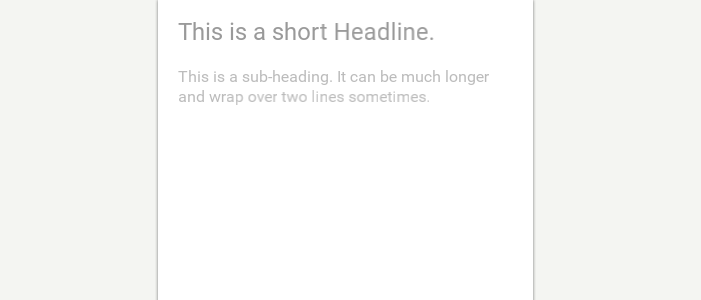 This is a short Headline.
This is a sub-heading. It can be much longer
and wrap over two lines sometimes.